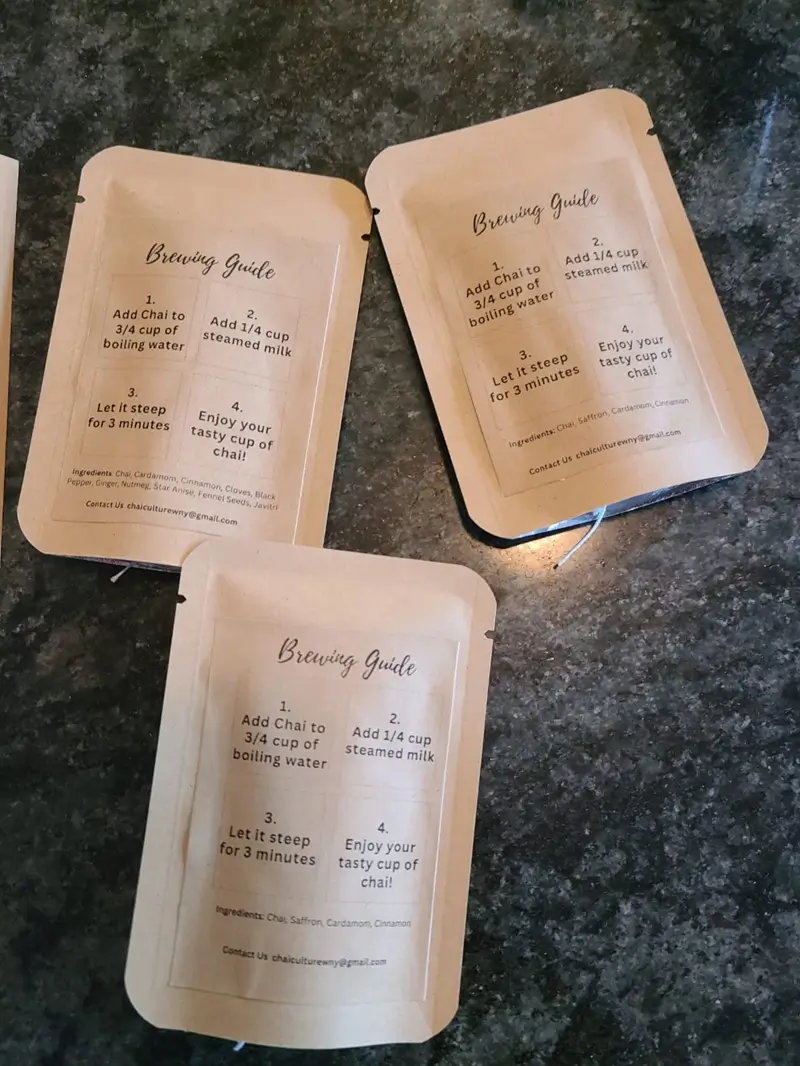 Brewing Guide
1.
Add Chai to
3/4 cup of
boiling water
2.
Add 1/4 cup
steamed milk
3.
Let it steep
for 3 minutes
4.
Enjoy your
tasty cup of
chai!
Ingredients: Chai, Cardamom, Cinnamon, Cloves, Black
Pepper, Ginger, Nutmeg, Star Anise, Fennel Seeds, Javitri
Contact Us chaiculturewny@gmail.com
Brewing Guide
1.
Add Chai to
3/4 cup of
boiling water
2.
Add 1/4 cup
steamed milk
3.
Let it steep
for 3 minutes
4.
Enjoy your
tasty cup of
chai!
Ingredients: Chai, Saffron, Cardamom, Cinnamon
Contact Us chaiculturewny@gmail.com
Brewing Guide
1.
Add Chai to
3/4 cup of
boiling water
2.
Add 1/4 cup
steamed milk
3.
Let it steep
for 3 minutes
4.
Enjoy your
tasty cup of
chai!
Ingredients: Chai, Saffron, Cardamom, Cinnamon
Contact Us chaiculturewny@gmail.com